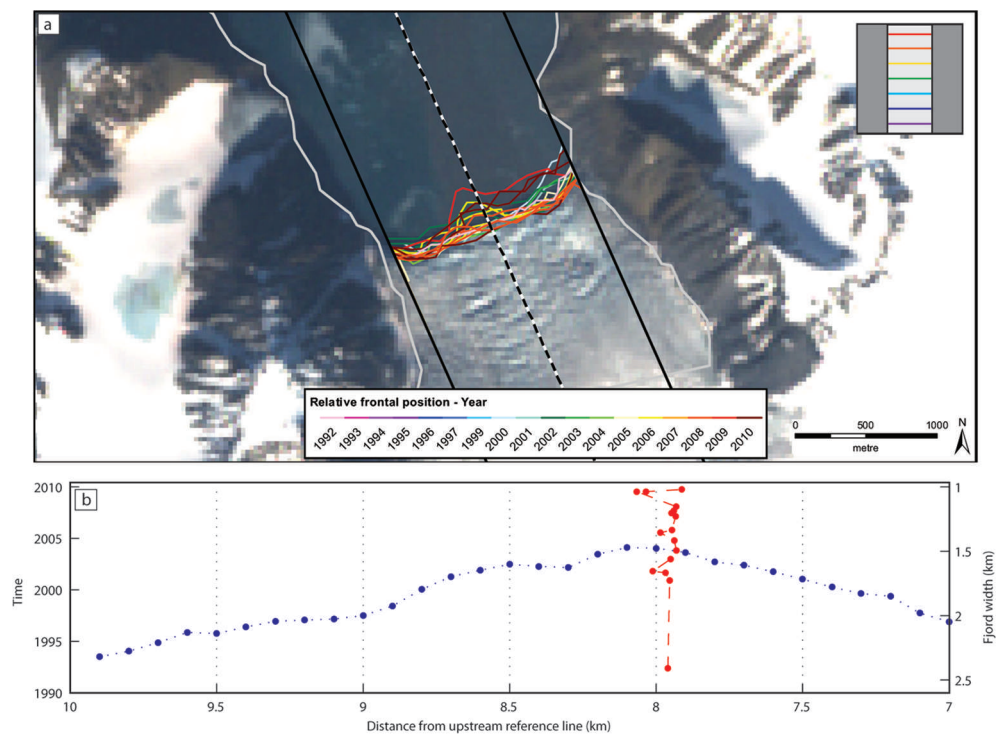 a
Relative frontal position - Year
1992 1993 1994 1995 1996 1997 1999 2000 2001 2002 2003 2004 2005 2006 2007 2008 2009 2010
0 500 1000
metre
N
b
2010
2005
2000
1995
1990
Time
1
1.5
2
2.5
Fjord width (km)
10 9.5 9 8.5 8 7.5 7
Distance from upstream reference line (km)